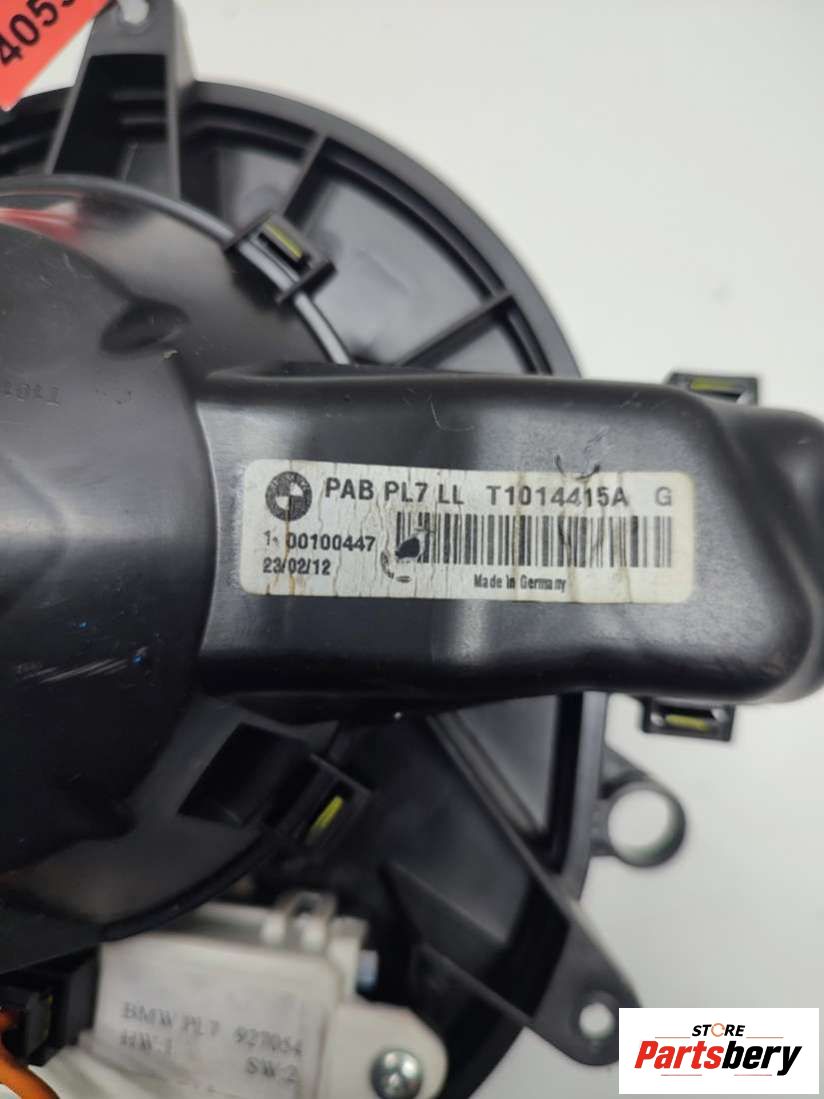 PAB PL7 LL T1014415A G
00100447
23/02/12
Made in Germany
BMW PL7 927054
HW:1 SW:2
STORE
Partsbery